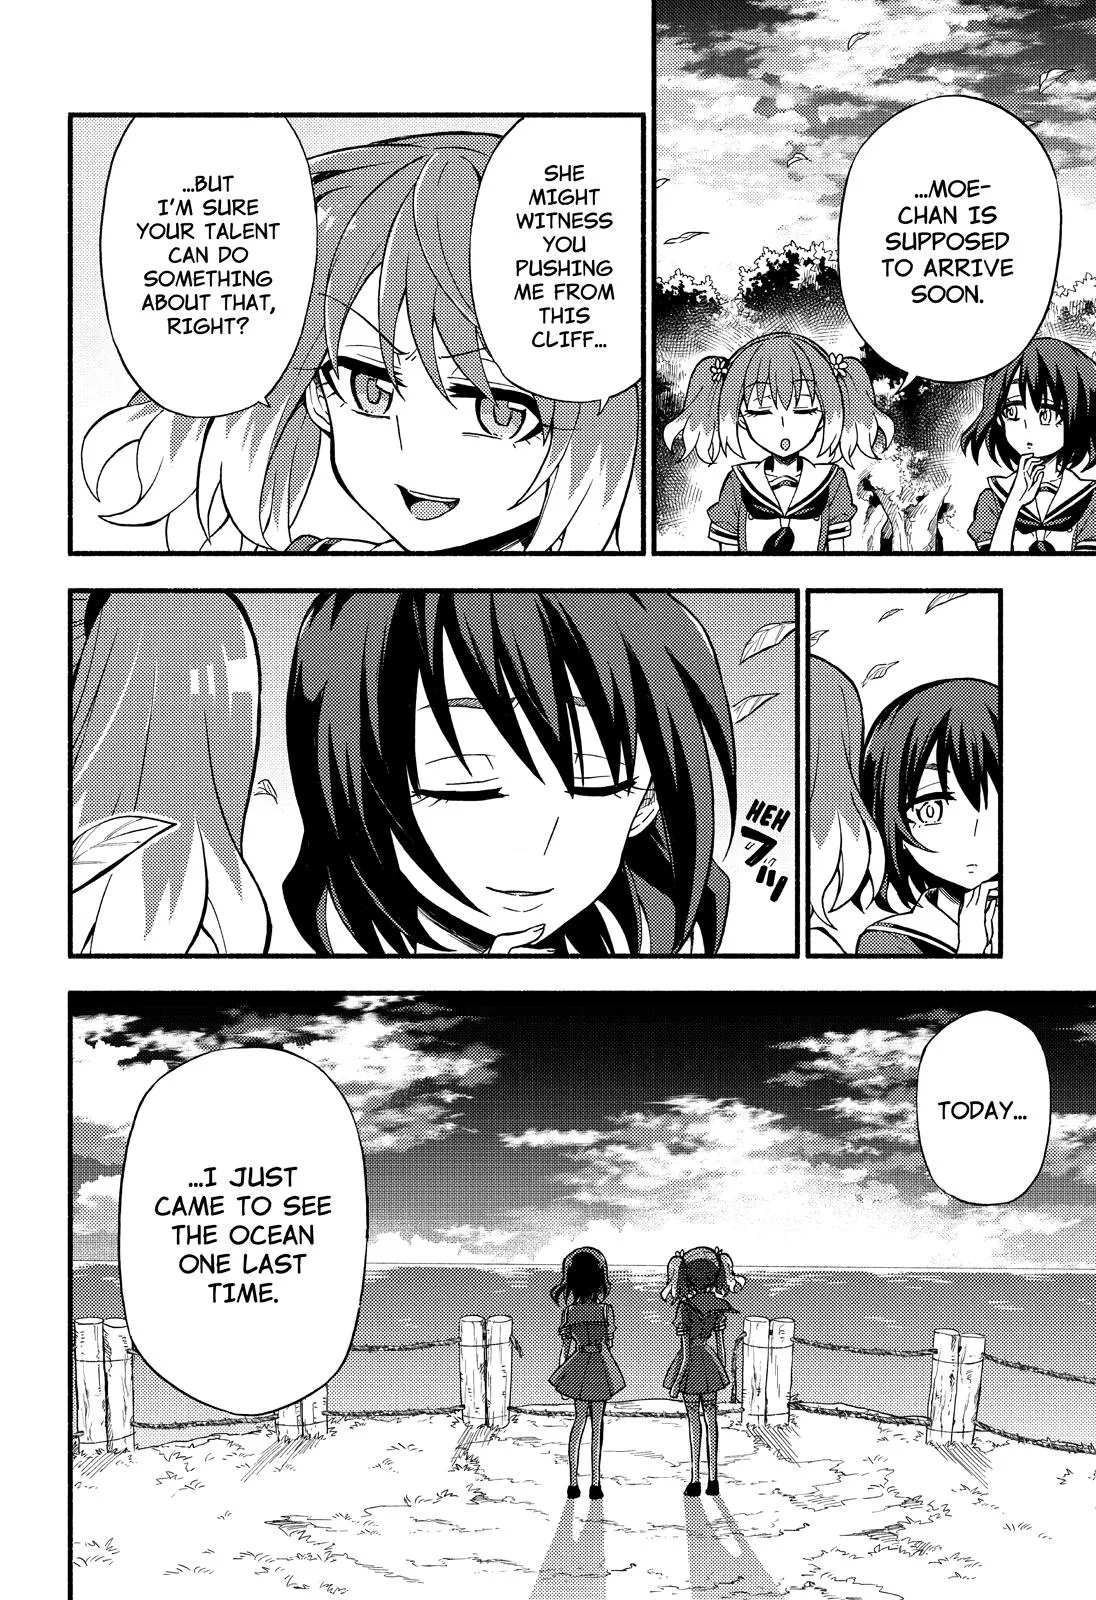 ...MOE-
CHAN IS
SUPPOSED
TO ARRIVE
SOON.
SHE
MIGHT
WITNESS
YOU
PUSHING
ME FROM
THIS
CLIFF...
...BUT
I'M SURE
YOUR TALENT
CAN DO
SOMETHING
ABOUT THAT,
RIGHT?
HEH
フッ
TODAY...
...I JUST
CAME TO SEE
THE OCEAN
ONE LAST
TIME.